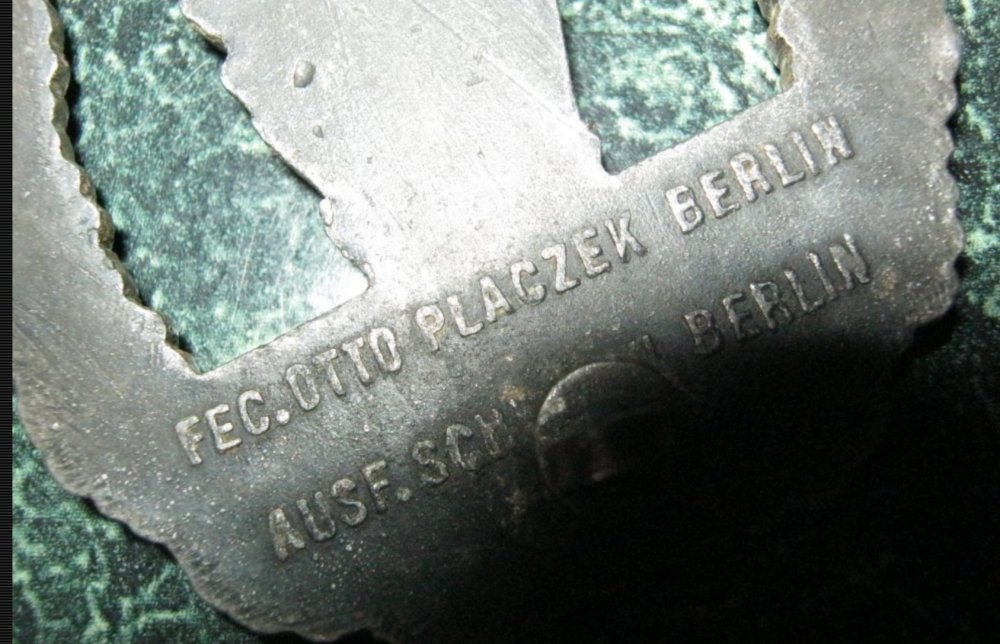 FEC. OTTO PLACZEK BERLIN
AUSF. BERLIN